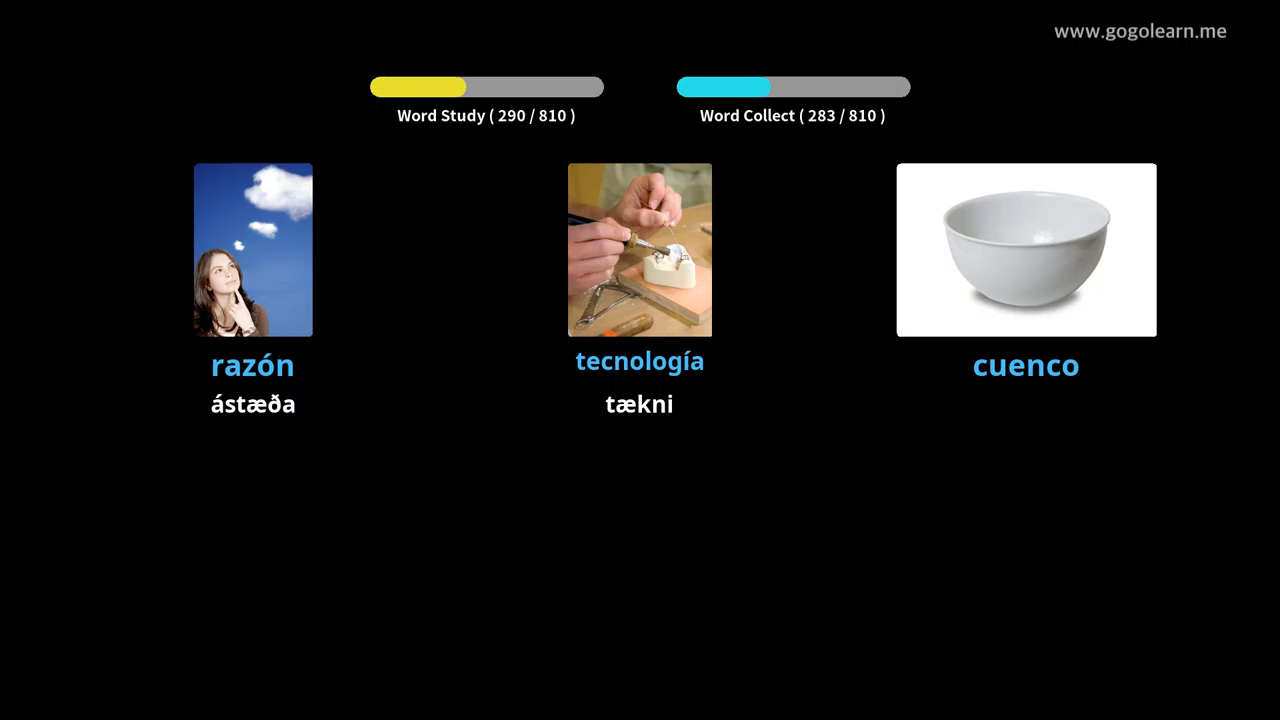 www.gogolearn.me
Word Study ( 290 / 810 )
Word Collect ( 283 / 810 )
razón
ástæða
tecnología
tækni
cuenco